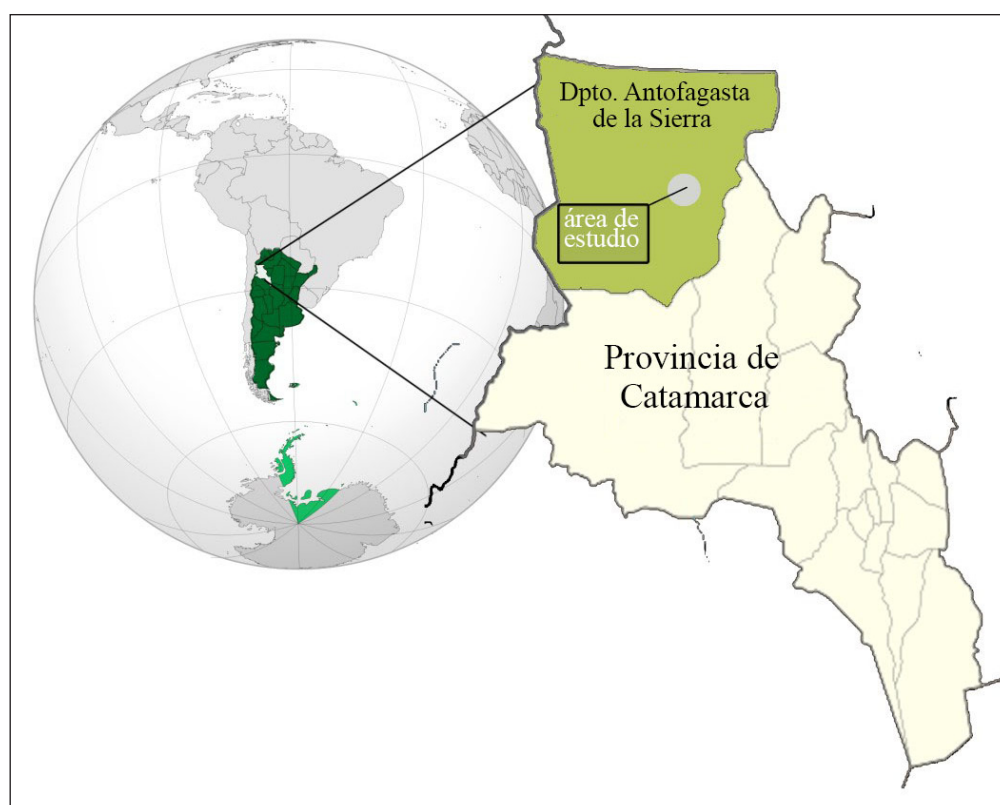 Dpto. Antofagasta
de la Sierra
área de
estudio
Provincia de
Catamarca